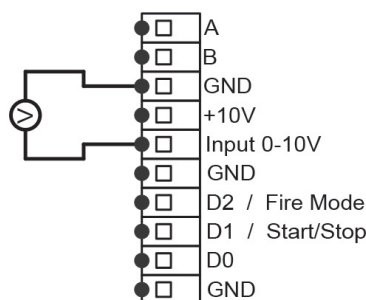 A
B
GND
+10V
V
Input 0-10V
GND
D2 / Fire Mode
D1 / Start/Stop
D0
GND